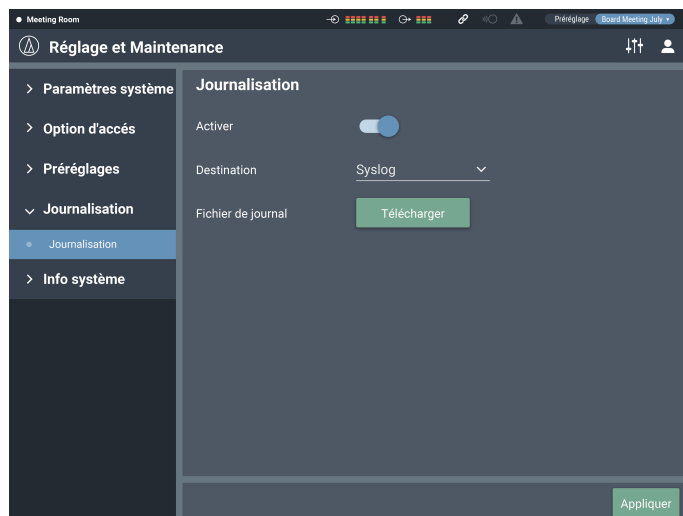 Meeting Room
Préréglage Board Meeting July
Réglage et Maintenance
Paramètres système
Option d'accés
Préréglages
Journalisation
Journalisation
Info système
Journalisation
Activer
Destination Syslog
Fichier de journal Télécharger
Appliquer